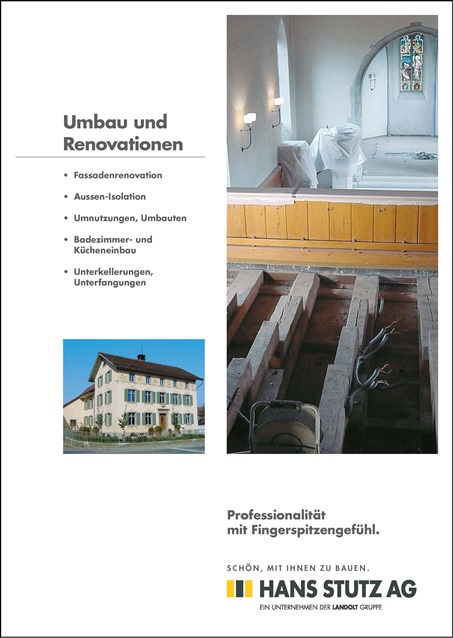 Umbau und
Renovationen
• Fassadenrenovation
• Aussen-Isolation
• Umnutzungen, Umbauten
• Badezimmer- und
Kücheneinbau
• Unterkellerungen,
Unterfangungen
Professionalität
mit Fingerspitzengefühl.
SCHÖN, MIT IHNEN ZU BAUEN.
HANS STUTZ AG
EIN UNTERNEHMEN DER LANDOLT GRUPPE